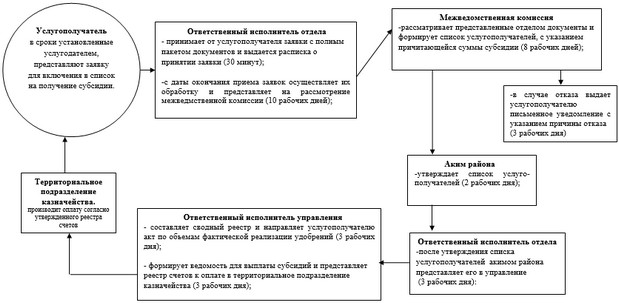 Услугополучатель
в сроки установленные
услугодателем,
представляют заявку
для включения в список
на получение субсидии.
Ответственный исполнитель отдела
- принимает от услугополучателя заявки с полным
пакетом документов и выдается расписка о
принятии заявки (30 минут);
-с даты окончания приема заявок осуществляет их
обработку и представляет на рассмотрение
межведмственной комиссии (10 рабочих дней);
Межведомственная комиссия
-рассматривает представленные отделом документы и
формирует список услугополучателей, с указанием
причитающейся суммы субсидии (8 рабочих дней);
-в случае отказа выдает
услугополучателю
письменное уведомление с
указанием причины отказа
(3 рабочих дня)
Аким района
-утверждает список услуго-
получателей (2 рабочих дня);
Ответственный исполнитель отдела
-после утверждения списка
услугополучателей акимом района
представляет его в управление
(3 рабочих дня):
Ответственный исполнитель управления
- составляет сводный реестр и направляет услугополучателю
акт по объемам фактической реализации удобрений (3 рабочих
дня);
- формирует ведомость для выплаты субсидий и представляет
реестр счетов к оплате в территориальное подразделение
казначейства (3 рабочих дня);
Территориальное
подразделение
казначейства.
производит оплату согласно
утвержденного реестра
счетов